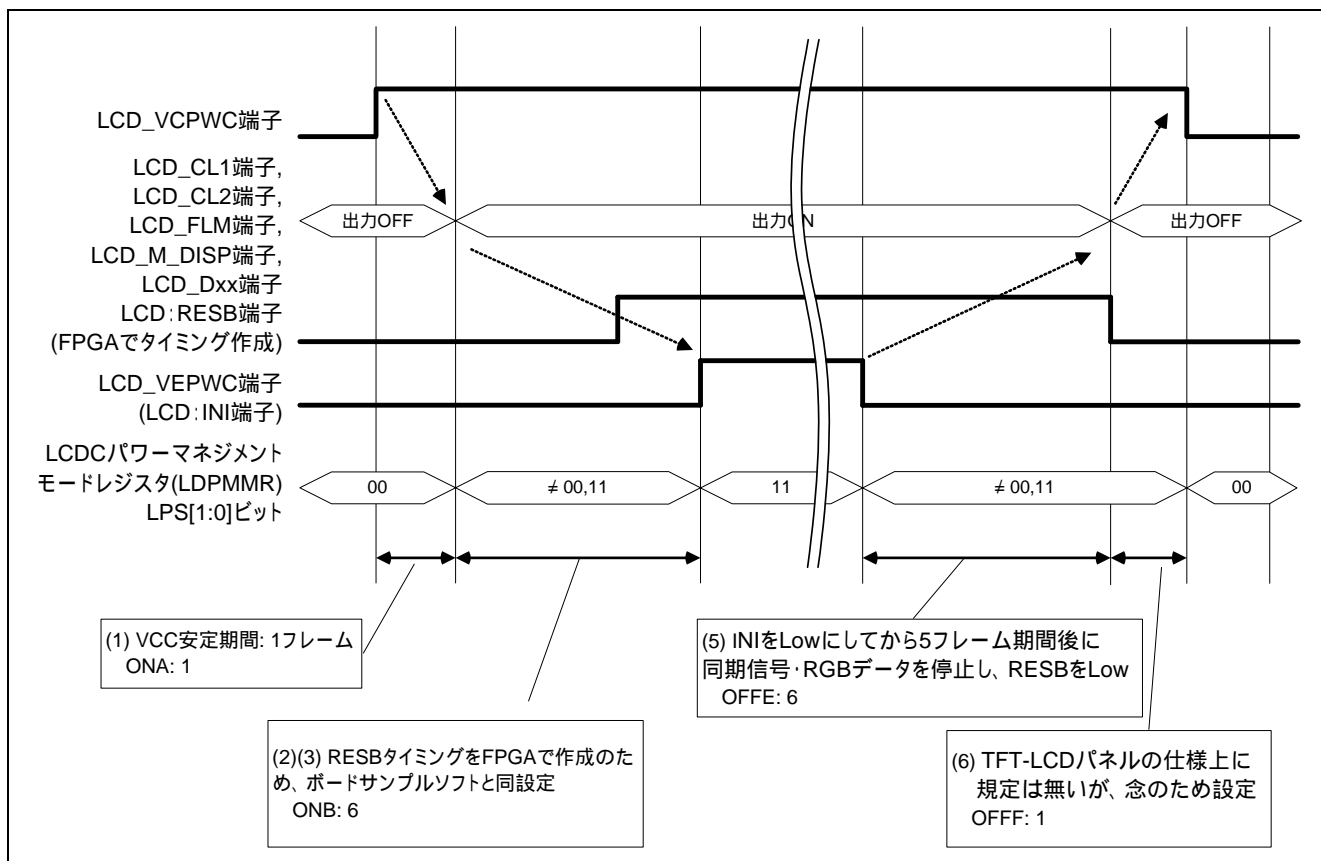 LCD_VCPWC端子
LCD_CL1端子,
LCD_CL2端子,
LCD_FLM端子,
LCD_M_DISP端子,
LCD_Dxx端子
出力OFF
出力ON
出力OFF
LCD:RESB端子
(FPGAでタイミング作成)
LCD_VEPWC端子
(LCD:INI端子)
LCDCパワーマネジメント
モードレジスタ(LDPMMR)
LPS[1:0]ビット
00
≠ 00,11
11
≠ 00,11
00
(1) VCC安定期間: 1フレーム
ONA: 1
(2)(3) RESBタイミングをFPGAで作成のた
め、ボードサンプルソフトと同設定
ONB: 6
(5) INIをLowにしてから5フレーム期間後に
同期信号・RGBデータを停止し、RESBをLow
OFFE: 6
(6) TFT-LCDパネルの仕様上に
規定は無いが、念のため設定
OFFF: 1